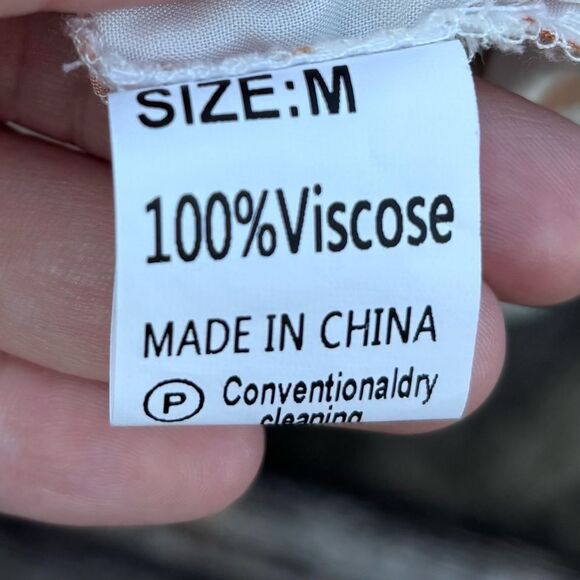 SIZE:M
100%Viscose
MADE IN CHINA
P Conventionaldry
cleaning